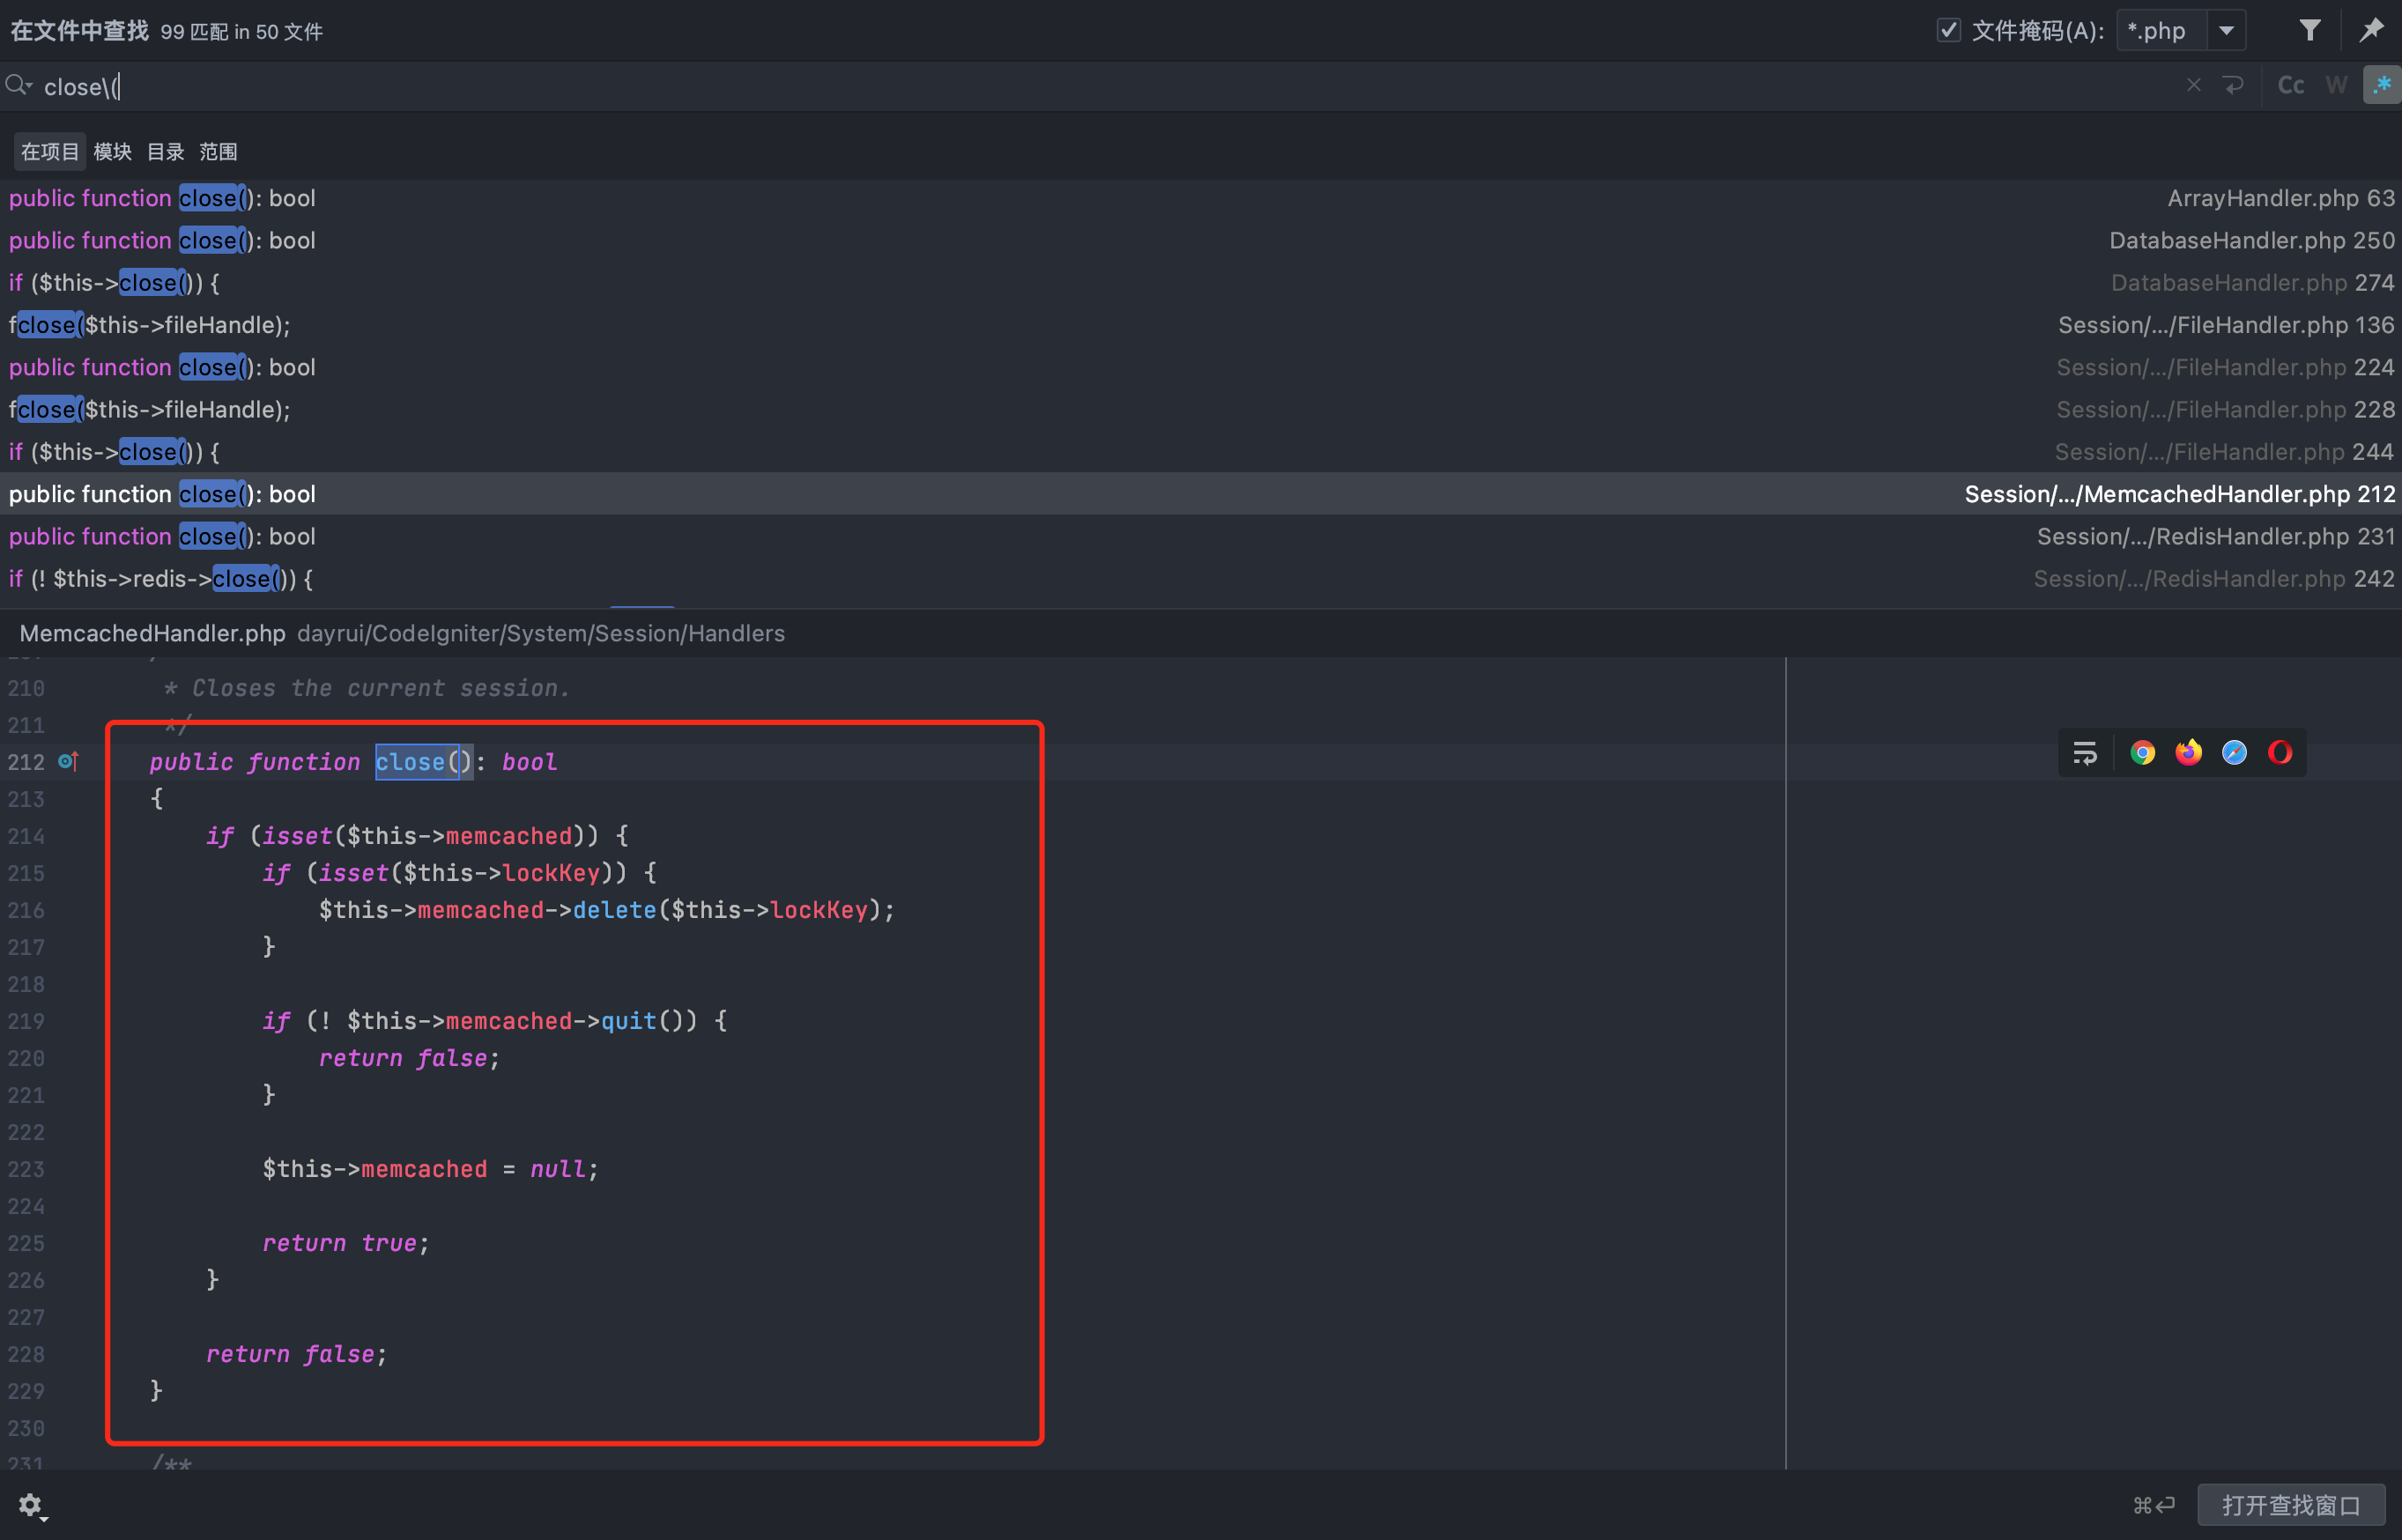 在文件中查找 99 匹配 in 50 文件 文件掩码(A): *.php
close\( Cc W .*
在项目 模块 目录 范围
public function close(): bool ArrayHandler.php 63
public function close(): bool DatabaseHandler.php 250
if ($this->close()) { DatabaseHandler.php 274
fclose($this->fileHandle); Session/.../FileHandler.php 136
public function close(): bool Session/.../FileHandler.php 224
fclose($this->fileHandle); Session/.../FileHandler.php 228
if ($this->close()) { Session/.../FileHandler.php 244
public function close(): bool Session/.../MemcachedHandler.php 212
public function close(): bool Session/.../RedisHandler.php 231
if (! $this->redis->close()) { Session/.../RedisHandler.php 242
MemcachedHandler.php dayrui/CodeIgniter/System/Session/Handlers
210 * Closes the current session.
211 */
212 public function close(): bool
213 {
214 if (isset($this->memcached)) {
215 if (isset($this->lockKey)) {
216 $this->memcached->delete($this->lockKey);
217 }
218
219 if (! $this->memcached->quit()) {
220 return false;
221 }
222
223 $this->memcached = null;
224
225 return true;
226 }
227
228 return false;
229 }
230
231 /**
⌘↩ 打开查找窗口